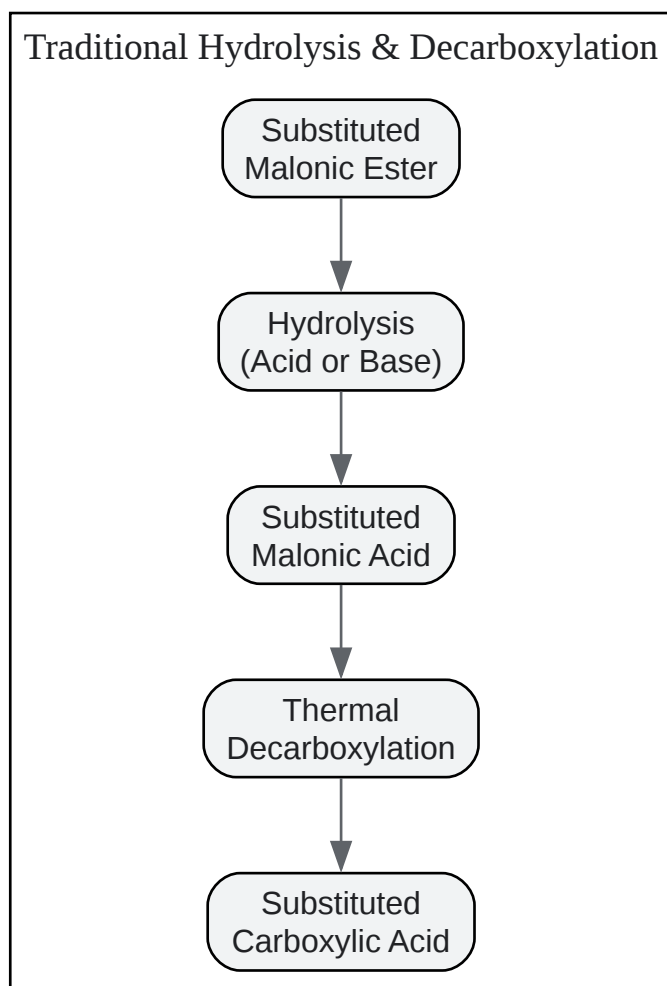 Traditional Hydrolysis & Decarboxylation
Substituted
Malonic Ester
Hydrolysis
(Acid or Base)
Substituted
Malonic Acid
Thermal
Decarboxylation
Substituted
Carboxylic Acid